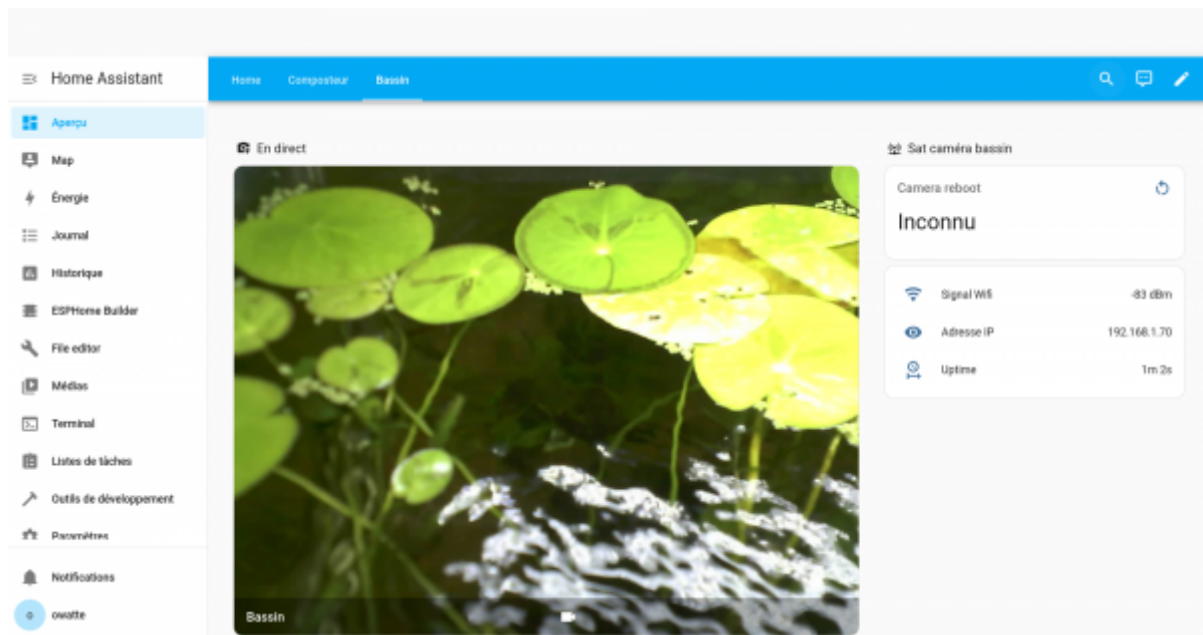 Home Assistant
Home Composteur Bassin
Aperçu
Map
Énergie
Journal
Historique
ESPHome Builder
File editor
Médias
Terminal
Listes de tâches
Outils de développement
Paramètres
Notifications
o owatte
En direct
Bassin
Sat caméra bassin
Camera reboot
Inconnu
Signal Wifi -83 dBm
Adresse IP 192.168.1.70
Uptime 1m 2s